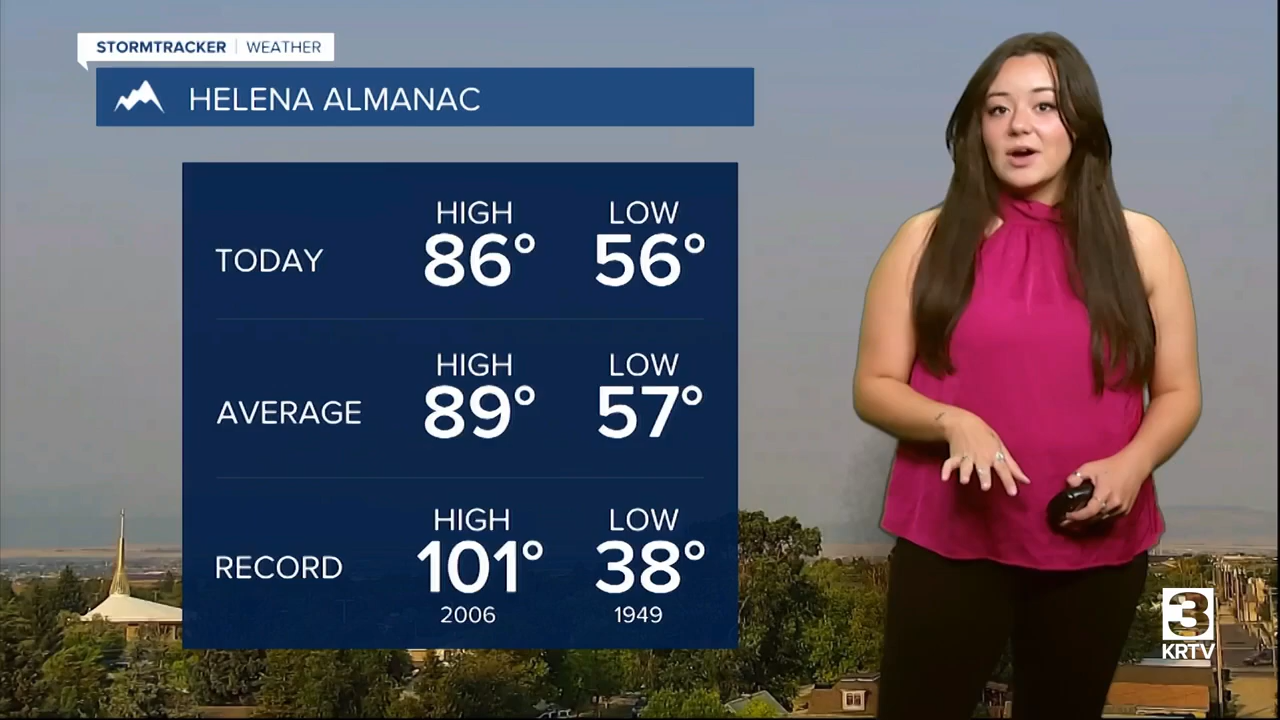 STORMTRACKER | WEATHER
HELENA ALMANAC
HIGH LOW
TODAY 86° 56°
HIGH LOW
AVERAGE 89° 57°
HIGH LOW
RECORD 101° 38°
2006 1949
3
KRTV